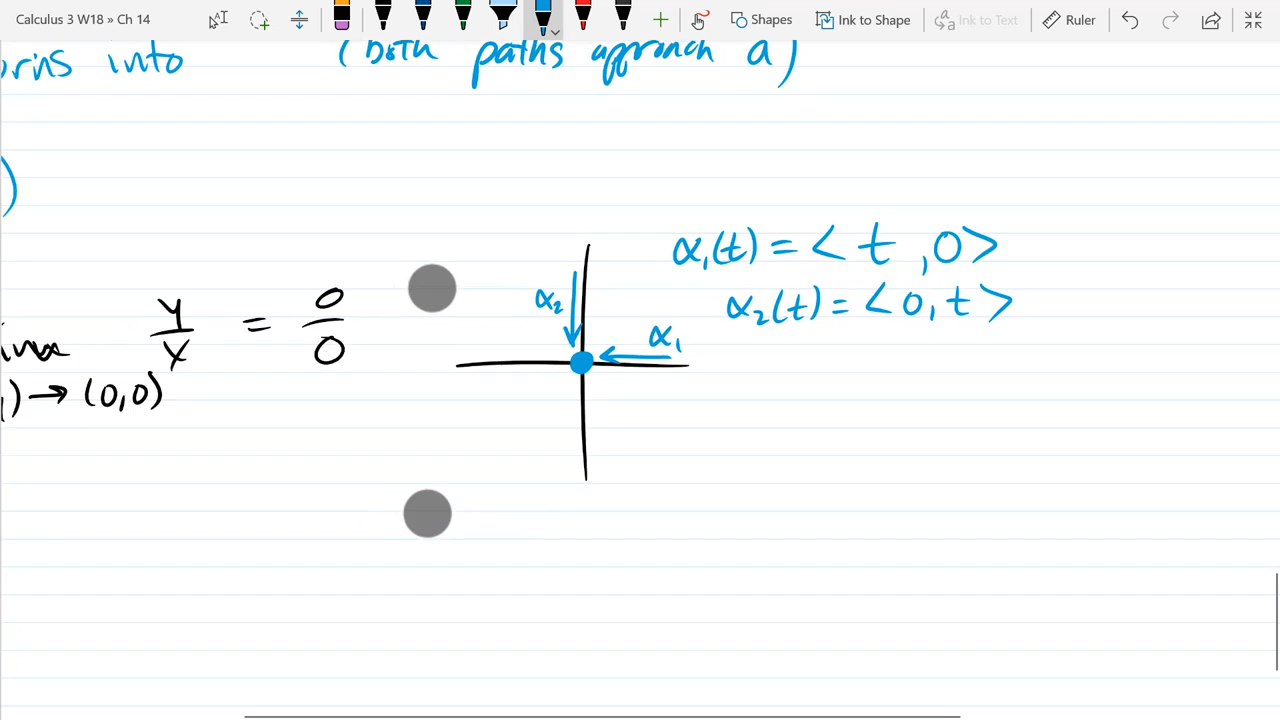 Calculus 3 W18 » Ch 14
Shapes
Ink to Shape
Ink to Text
Ruler
into (both paths approach a)
)
α₁(t) = < t , 0>
α₂(t) = < 0, t >
α₂
α₁
y/x = 0/0
) → (0,0)